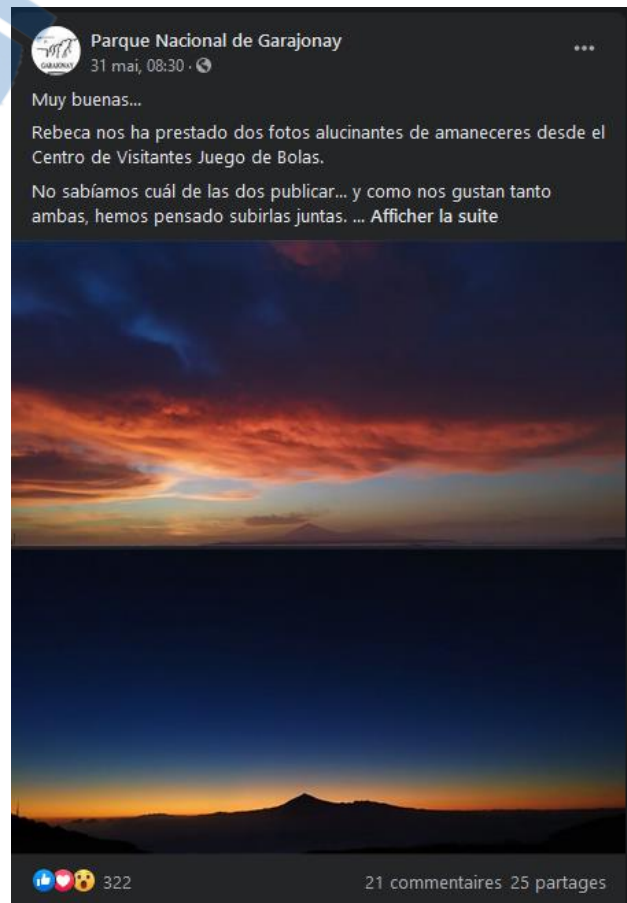 Parque Nacional de Garajonay
31 mai, 08:30 ·
GARAJONAY
Muy buenas...
Rebeca nos ha prestado dos fotos alucinantes de amaneceres desde el
Centro de Visitantes Juego de Bolas.
No sabíamos cuál de las dos publicar... y como nos gustan tanto
ambas, hemos pensado subirlas juntas. ... Afficher la suite
322
21 commentaires 25 partages